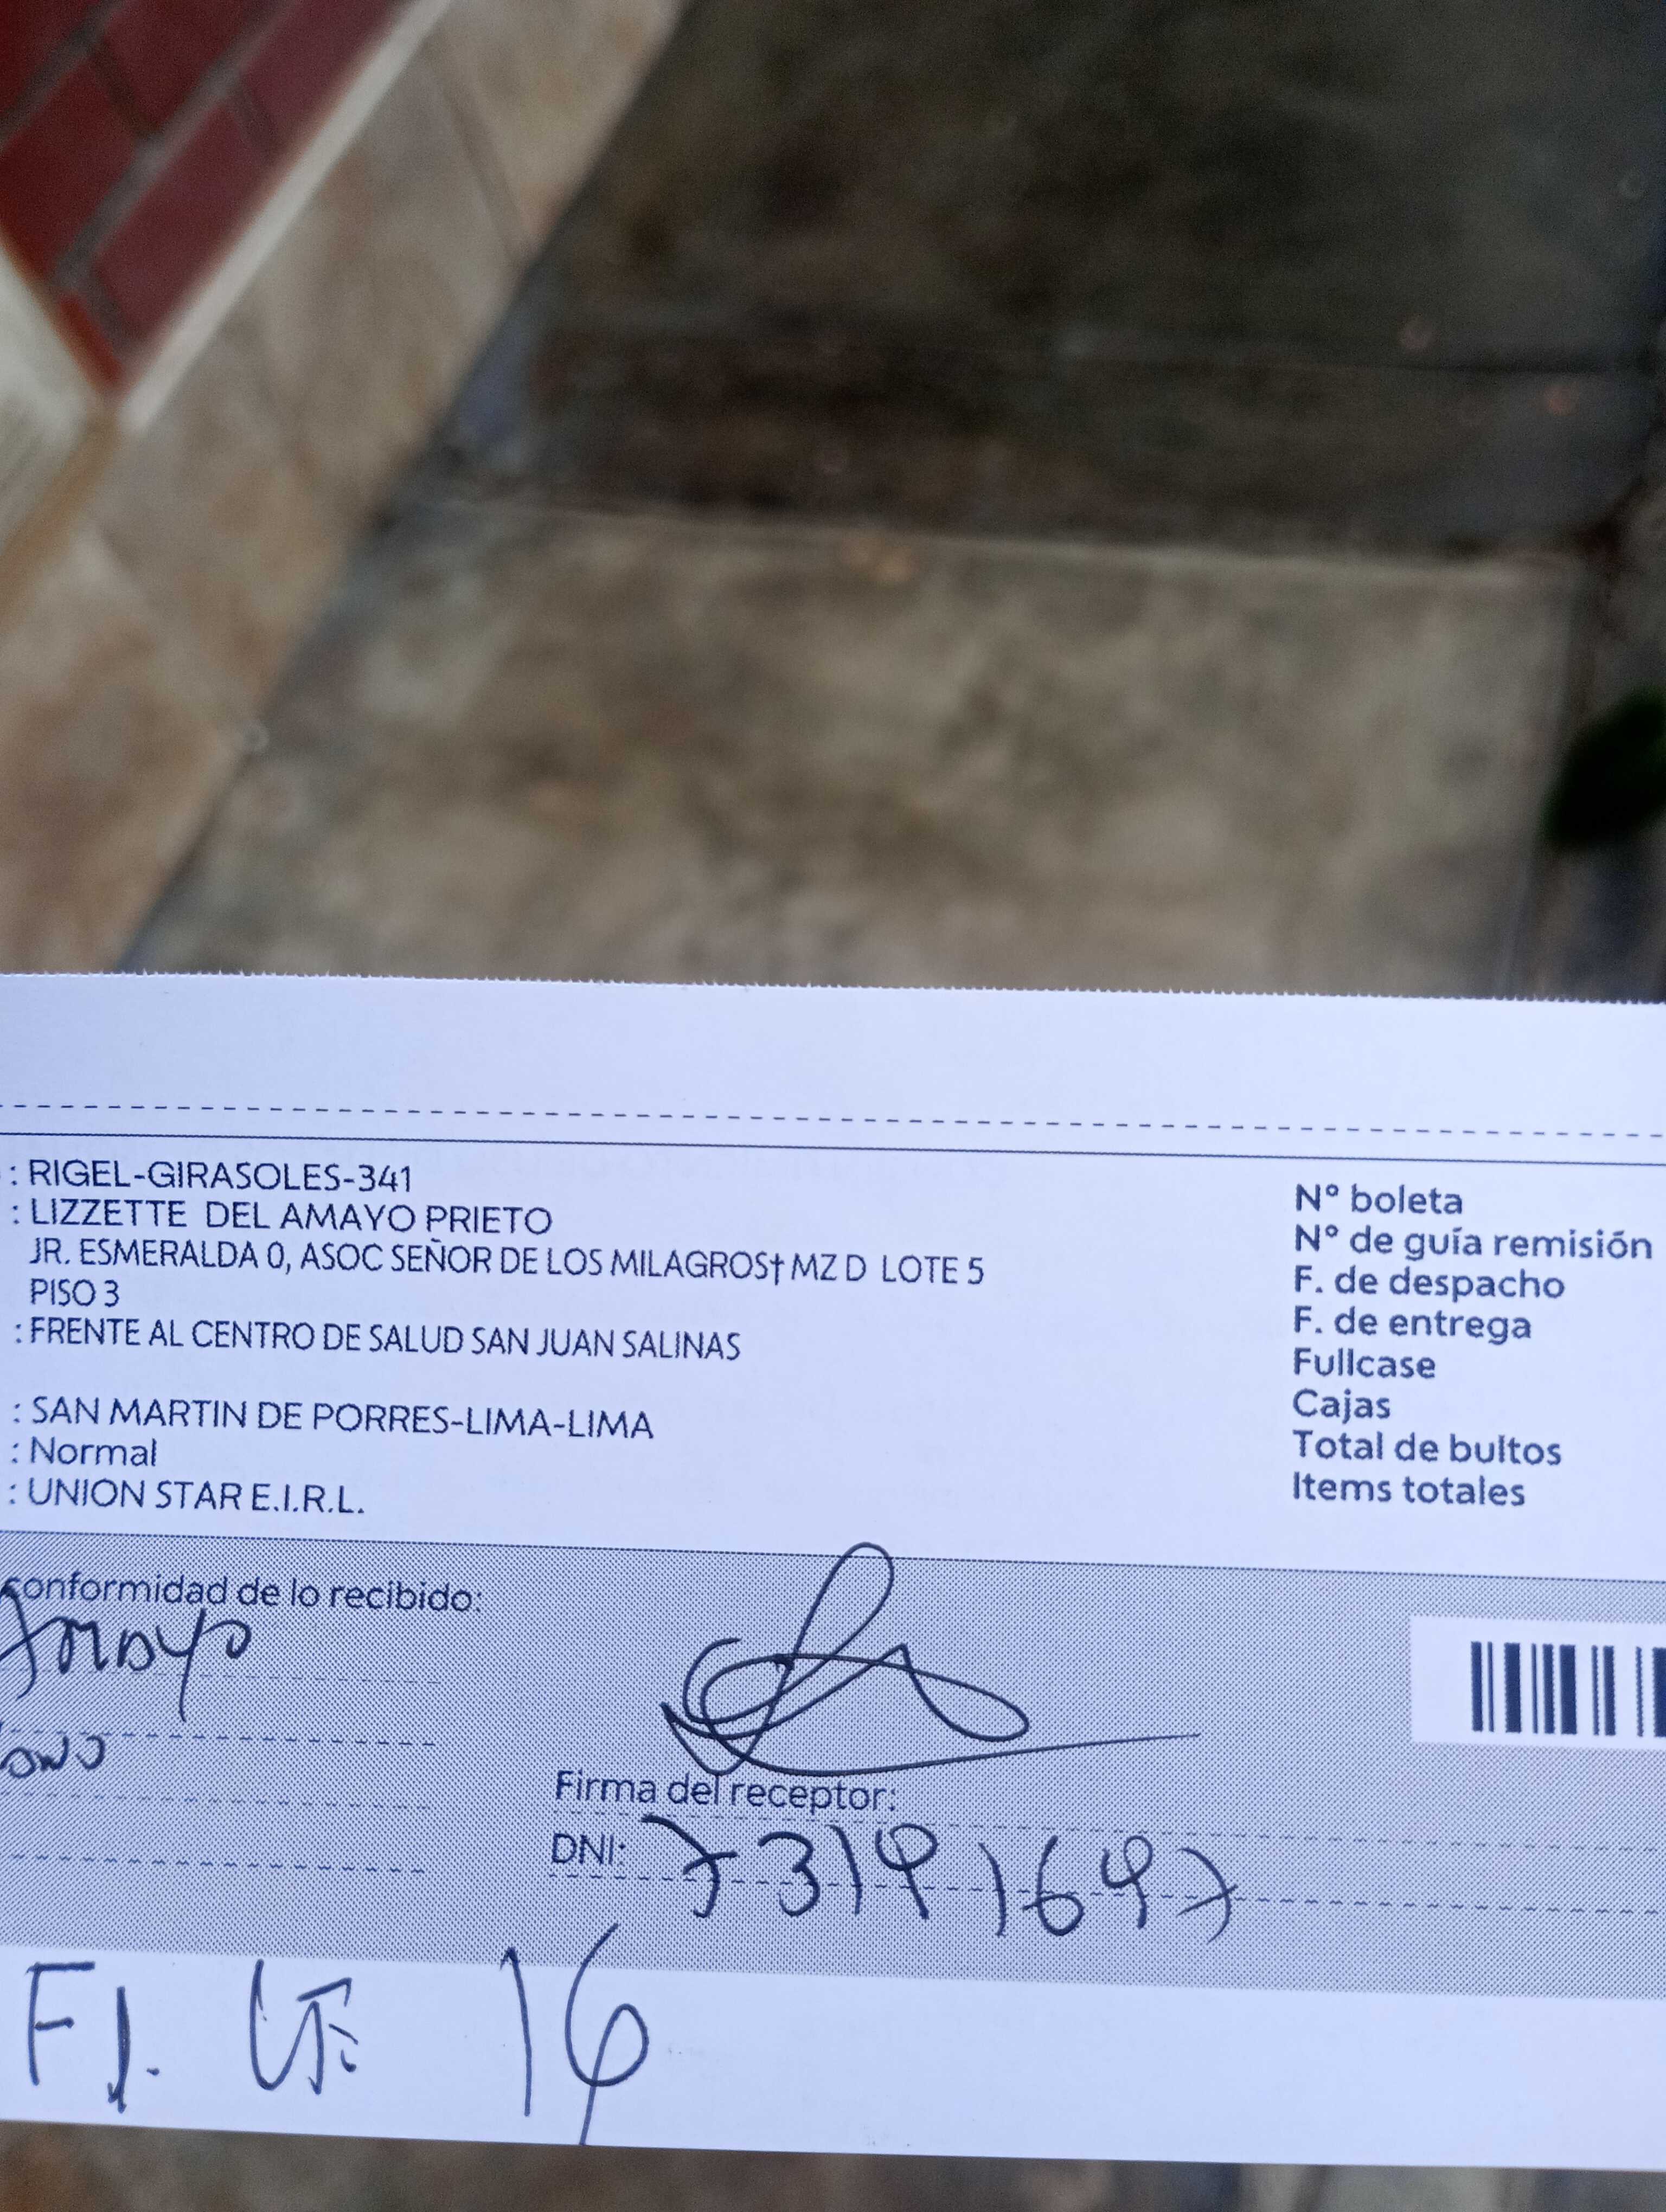 : RIGEL-GIRASOLES-341
: LIZZETTE DEL AMAYO PRIETO
JR. ESMERALDA 0, ASOC SEÑOR DE LOS MILAGROS† MZ D LOTE 5
PISO 3
: FRENTE AL CENTRO DE SALUD SAN JUAN SALINAS
: SAN MARTIN DE PORRES-LIMA-LIMA
: Normal
: UNION STAR E.I.R.L.
N° boleta
N° de guía remisión
F. de despacho
F. de entrega
Fullcase
Cajas
Total de bultos
Items totales
conformidad de lo recibido:
Firma del receptor:
DNI: 73191697